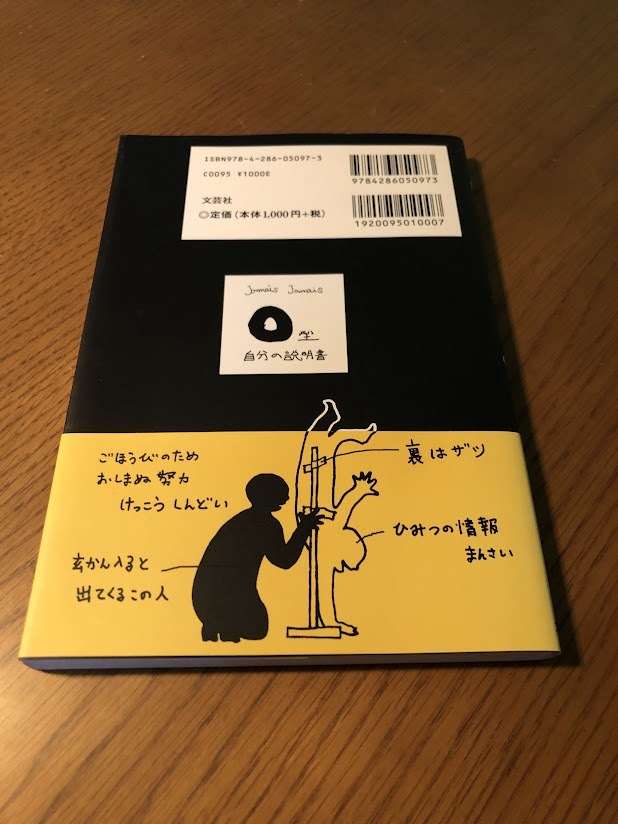 ISBN978-4-286-05097-3
C0095 ¥1000E
文芸社
◎定価(本体1,000円+税)
9784286050973
1920095010007
Jamais Jamais
O型
自分の説明書
ごほうびのため
おしまぬ努力
けっこうしんどい
裏はザツ
ひみつの情報
まんさい
玄かん入ると
出てくるこの人